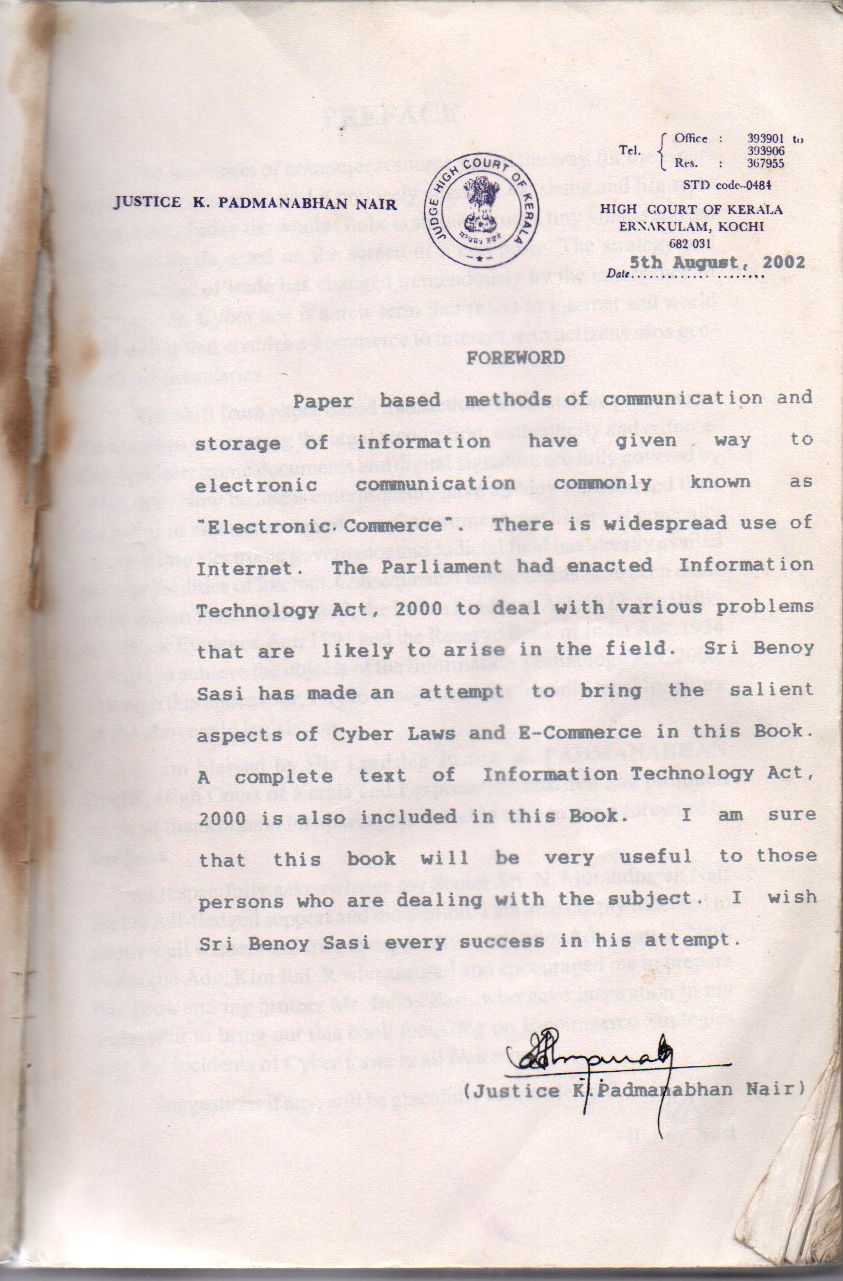 Tel.
Office : 393901 to
393906
Res. : 367955
STD code-0484
JUSTICE K. PADMANABHAN NAIR
JUDGE HIGH COURT OF KERALA
HIGH COURT OF KERALA
ERNAKULAM, KOCHI
682 031
5th August, 2002
Date
FOREWORD
Paper based methods of communication and
storage of information have given way to
electronic communication commonly known as
"Electronic Commerce". There is widespread use of
Internet. The Parliament had enacted Information
Technology Act, 2000 to deal with various problems
that are likely to arise in the field. Sri Benoy
Sasi has made an attempt to bring the salient
aspects of Cyber Laws and E-Commerce in this Book.
A complete text of Information Technology Act,
2000 is also included in this Book. I am sure
that this book will be very useful to those
persons who are dealing with the subject. I wish
Sri Benoy Sasi every success in his attempt.
(Justice K.Padmanabhan Nair)